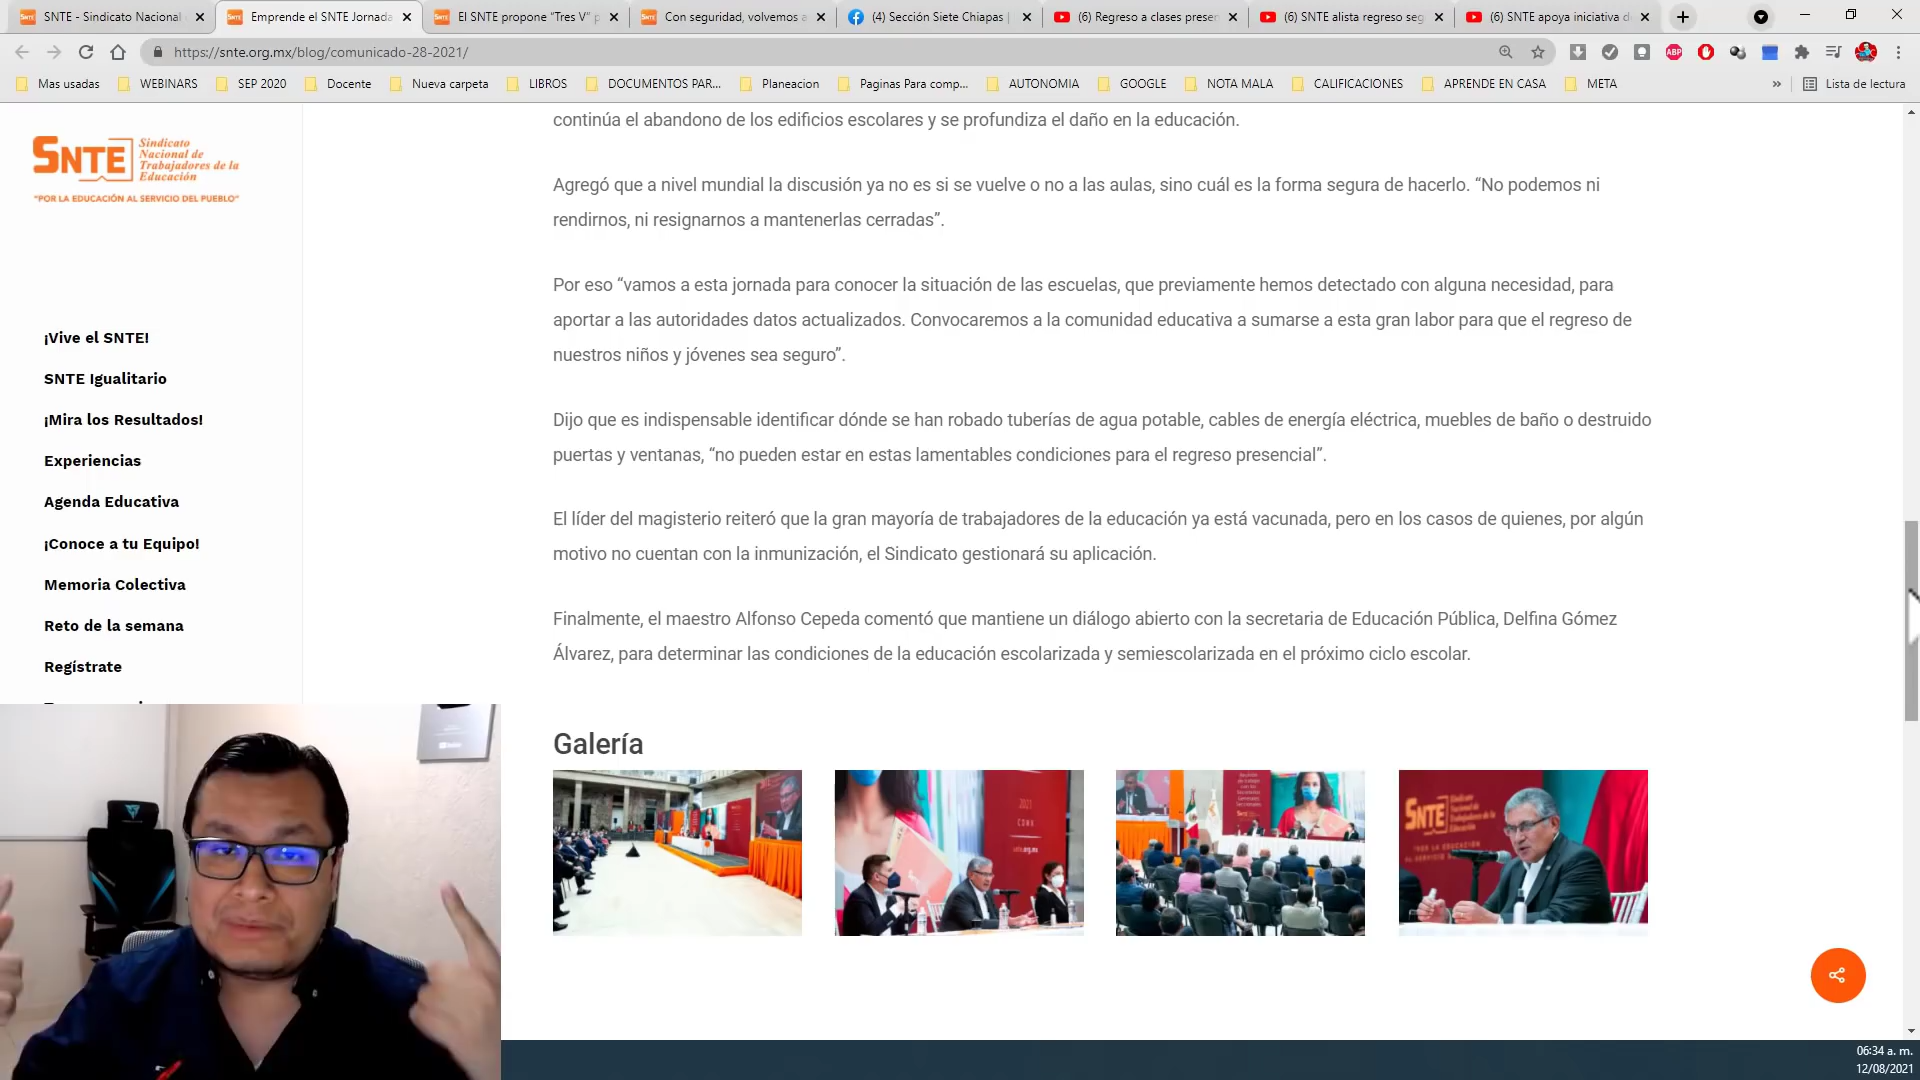 SNTE - Sindicato Nacional
Emprende el SNTE Jornada
El SNTE propone “Tres V” p
Con seguridad, volvemos a
(4) Sección Siete Chiapas |
(6) Regreso a clases prese
(6) SNTE alista regreso seg
(6) SNTE apoya iniciativa d
https://snte.org.mx/blog/comunicado-28-2021/
ABP
Mas usadas
WEBINARS
SEP 2020
Docente
Nueva carpeta
LIBROS
DOCUMENTOS PAR...
Planeacion
Paginas Para comp...
AUTONOMIA
GOOGLE
NOTA MALA
CALIFICACIONES
APRENDE EN CASA
META
»
Lista de lectura
SNTE
Sindicato
Nacional de
Trabajadores de la
Educación
"POR LA EDUCACIÓN AL SERVICIO DEL PUEBLO"
¡Vive el SNTE!
SNTE Igualitario
¡Mira los Resultados!
Experiencias
Agenda Educativa
¡Conoce a tu Equipo!
Memoria Colectiva
Reto de la semana
Regístrate
continúa el abandono de los edificios escolares y se profundiza el daño en la educación.
Agregó que a nivel mundial la discusión ya no es si se vuelve o no a las aulas, sino cuál es la forma segura de hacerlo. “No podemos ni
rendirnos, ni resignarnos a mantenerlas cerradas”.
Por eso “vamos a esta jornada para conocer la situación de las escuelas, que previamente hemos detectado con alguna necesidad, para
aportar a las autoridades datos actualizados. Convocaremos a la comunidad educativa a sumarse a esta gran labor para que el regreso de
nuestros niños y jóvenes sea seguro”.
Dijo que es indispensable identificar dónde se han robado tuberías de agua potable, cables de energía eléctrica, muebles de baño o destruido
puertas y ventanas, “no pueden estar en estas lamentables condiciones para el regreso presencial”.
El líder del magisterio reiteró que la gran mayoría de trabajadores de la educación ya está vacunada, pero en los casos de quienes, por algún
motivo no cuentan con la inmunización, el Sindicato gestionará su aplicación.
Finalmente, el maestro Alfonso Cepeda comentó que mantiene un diálogo abierto con la secretaria de Educación Pública, Delfina Gómez
Álvarez, para determinar las condiciones de la educación escolarizada y semiescolarizada en el próximo ciclo escolar.
Galería
2021
CDMX
SNTE
Sindicato
Nacional de
Trabajadores de la
Educación
06:34 a. m.
12/08/2021